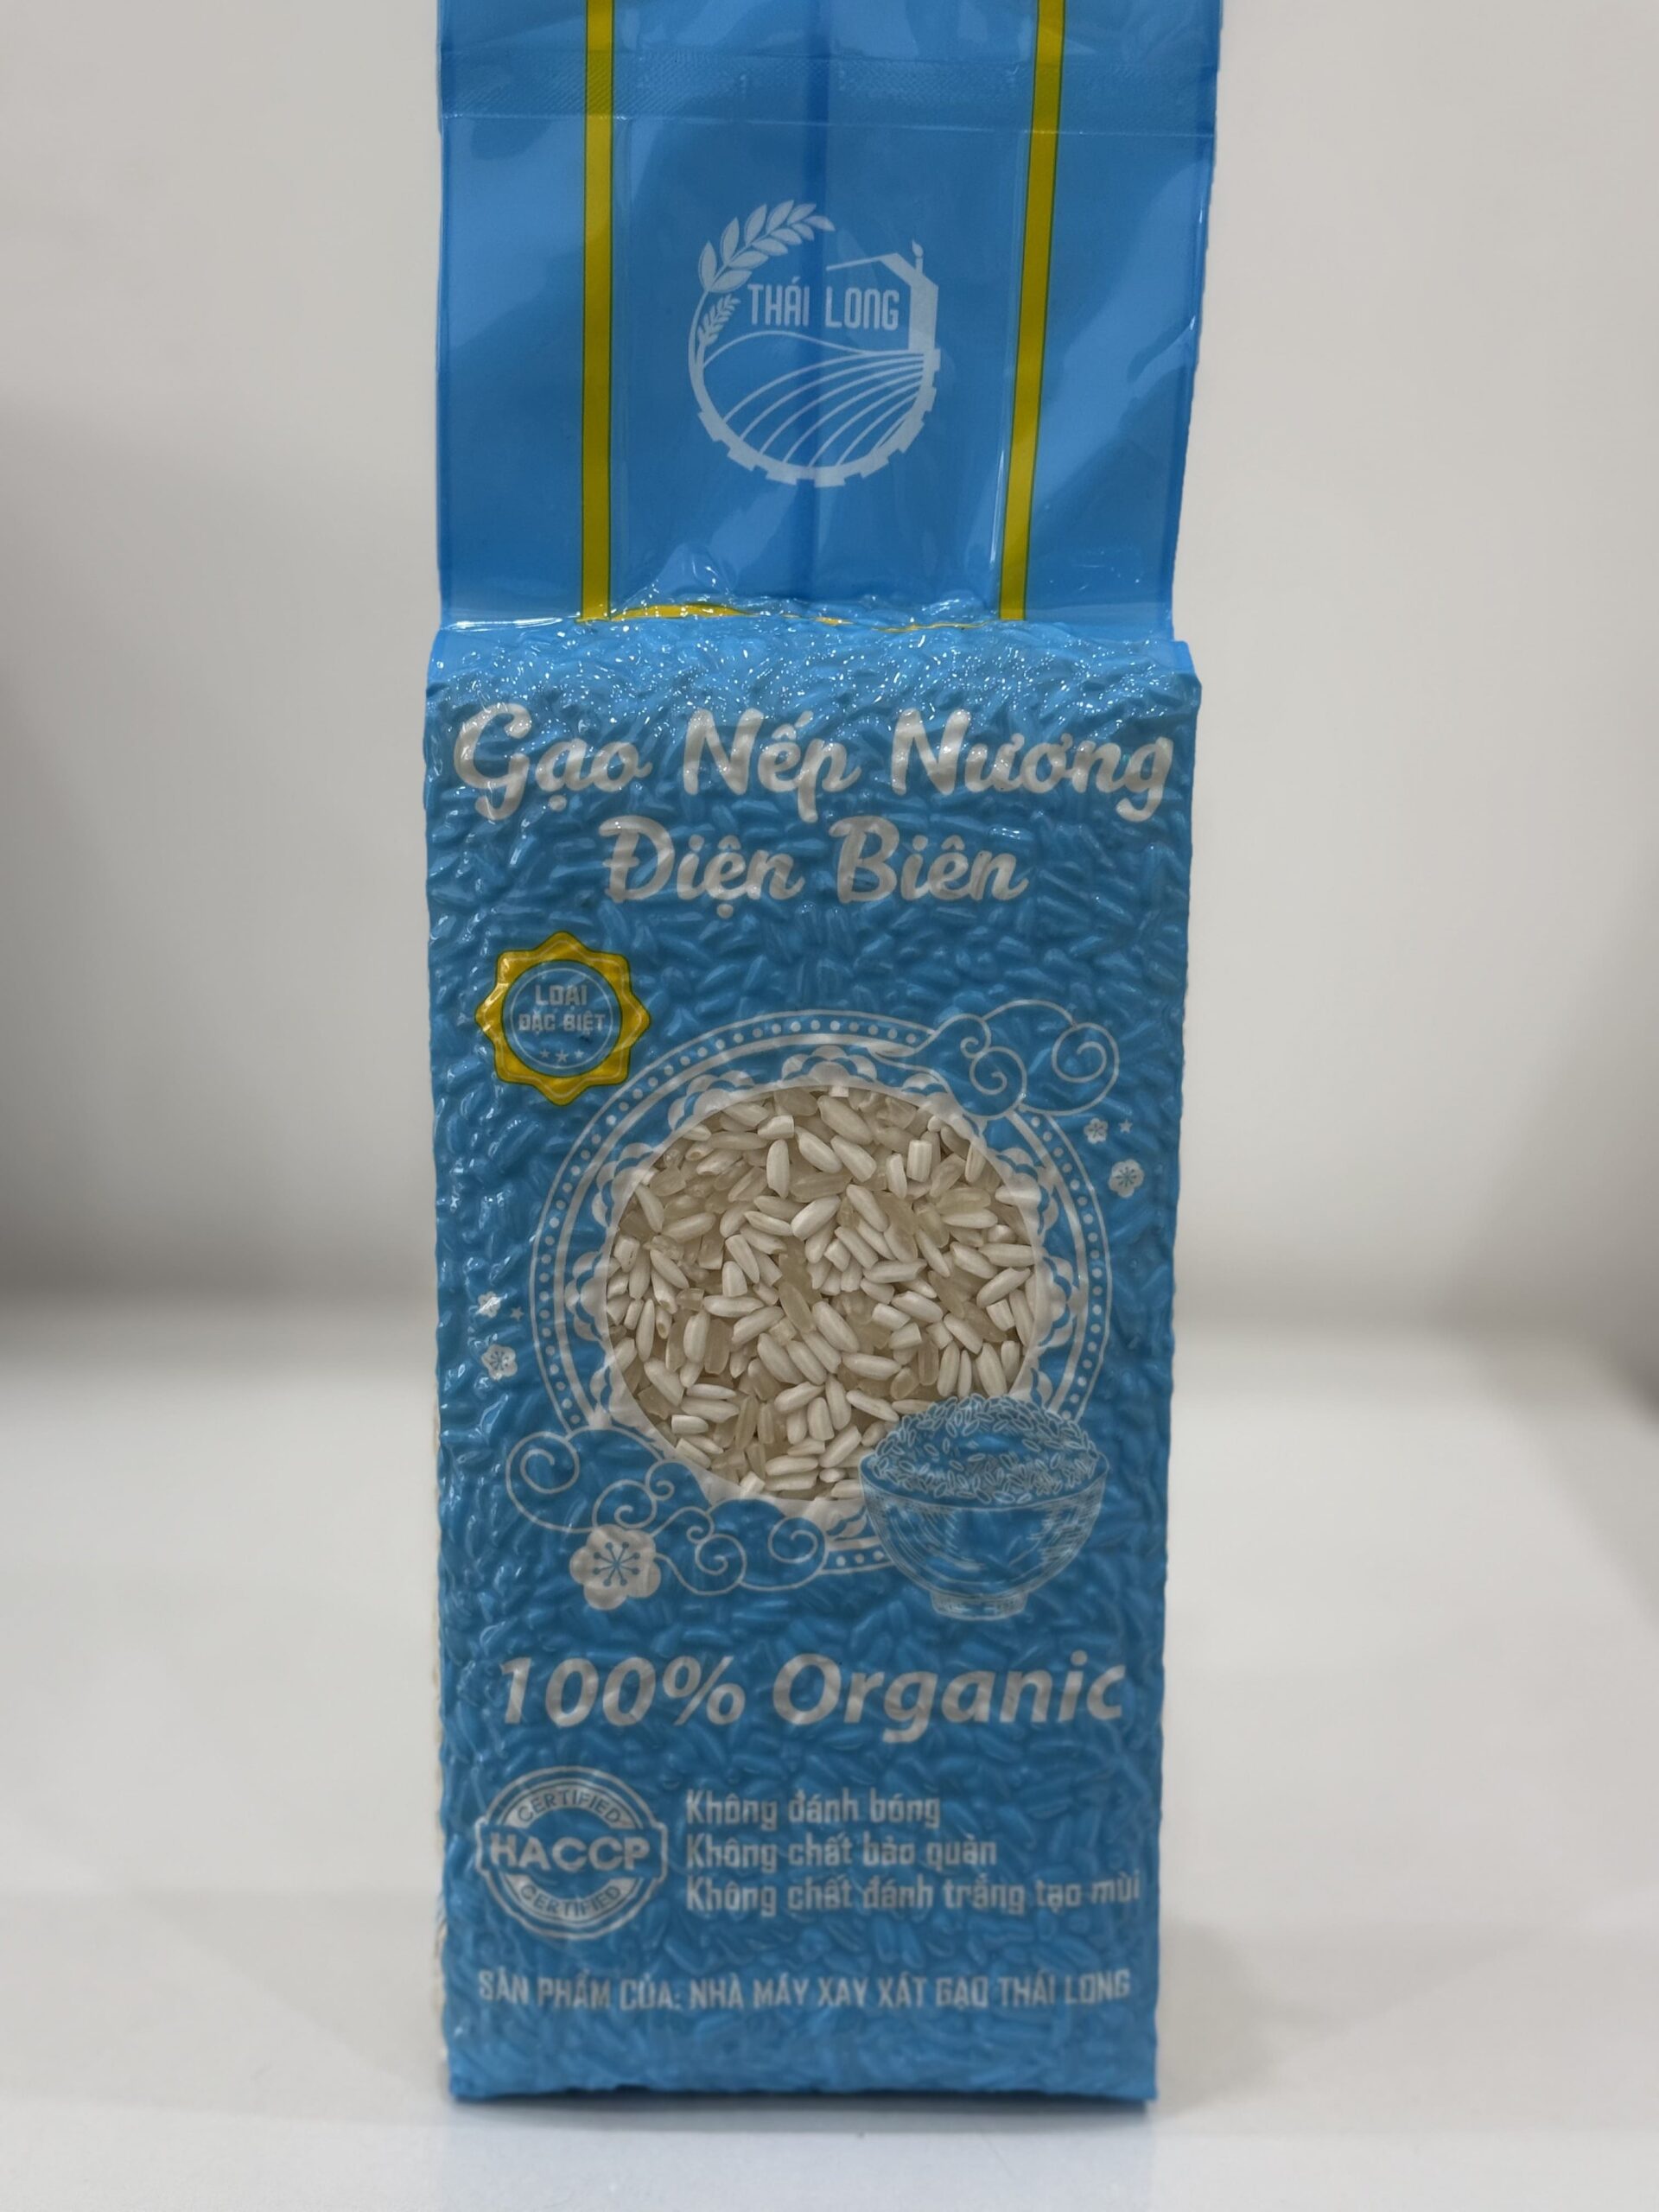 THÁI LONG
Gạo Nếp Nương
Điện Biên
LOẠI
ĐẶC BIỆT
100% Organic
CERTIFIED
HACCP
CERTIFIED
Không đánh bóng
Không chất bảo quản
Không chất đánh trắng tạo mùi
SẢN PHẨM CỦA: NHÀ MÁY XAY XÁT GẠO THÁI LONG